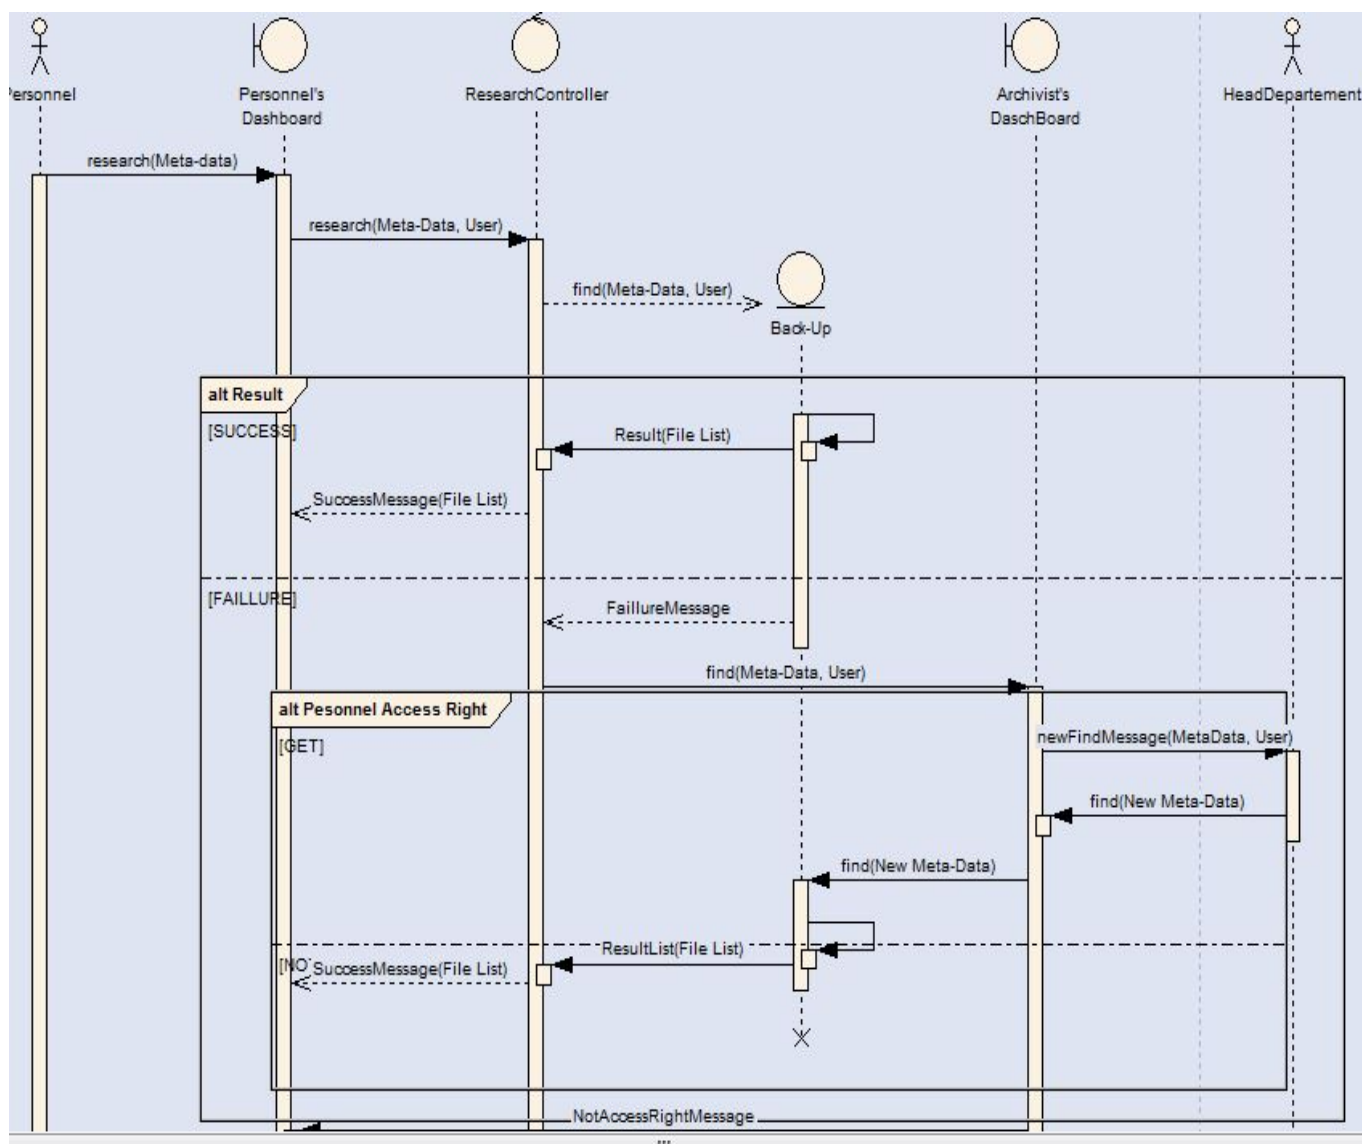 ersonnel
Personnel's
Dashboard
ResearchController
Archivist's
DaschBoard
HeadDepartement
research(Meta-data)
research(Meta-Data, User)
find(Meta-Data, User)
Back-Up
alt Result
[SUCCESS]
Result(File List)
SuccessMessage(File List)
[FAILLURE]
FaillureMessage
find(Meta-Data, User)
alt Pesonnel Access Right
[GET]
newFindMessage(MetaData, User)
find(New Meta-Data)
find(New Meta-Data)
ResultList(File List)
[NO
SuccessMessage(File List)
NotAccessRightMessage